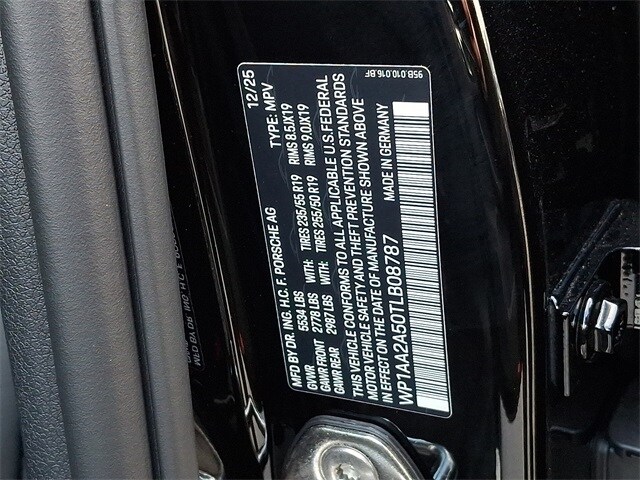 MFD BY DR. ING. H.C. F. PORSCHE AG 12/25
TYPE: MPV
GVWR 5534 LBS
GAWR FRONT 2778 LBS WITH: TIRES 235/55 R19 RIMS 8.5JX19
GAWR REAR 2987 LBS WITH: TIRES 255/50 R19 RIMS 9.0JX19
THIS VEHICLE CONFORMS TO ALL APPLICABLE U.S. FEDERAL
MOTOR VEHICLE SAFETY AND THEFT PREVENTION STANDARDS
IN EFFECT ON THE DATE OF MANUFACTURE SHOWN ABOVE
WP1AA2A50TLB08787 MADE IN GERMANY
95B.010.016.BF